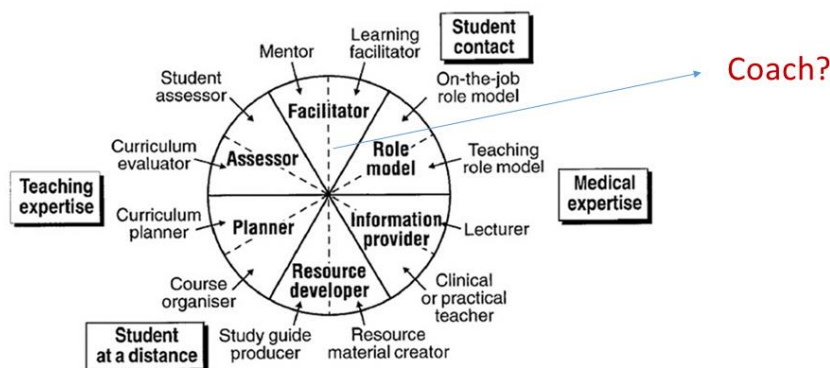 Student
contact
Learning
facilitator
Mentor
Coach?
Student
assessor
On-the-job
role model
Facilitator
Curriculum
evaluator
Assessor
Role
model
Teaching
role model
Teaching
expertise
Medical
expertise
Curriculum
planner
Planner
Information
provider
Lecturer
Course
organiser
Resource
developer
Clinical
or practical
teacher
Student
at a distance
Study guide
producer
Resource
material creator